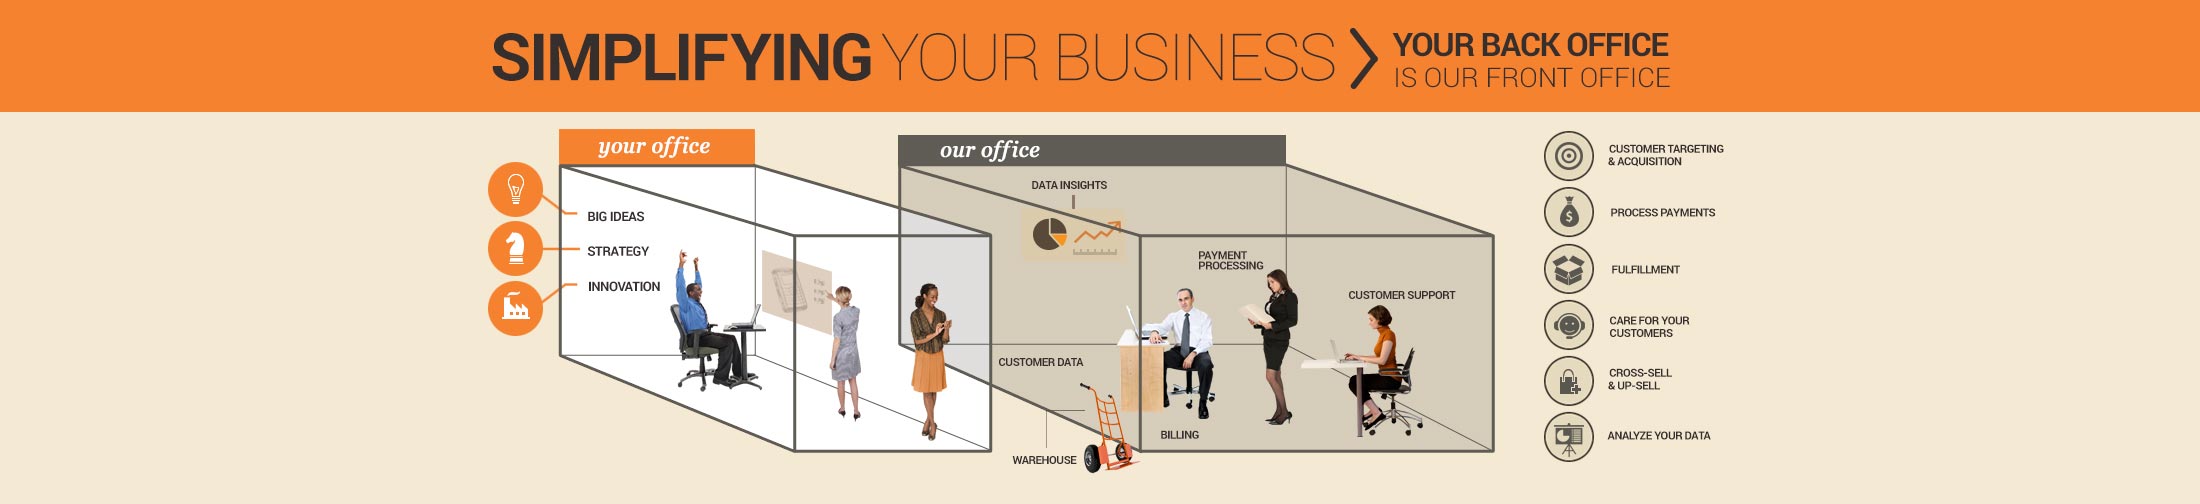 SIMPLIFYING YOUR BUSINESS
YOUR BACK OFFICE
IS OUR FRONT OFFICE
your office
BIG IDEAS
STRATEGY
INNOVATION
our office
DATA INSIGHTS
PAYMENT
PROCESSING
CUSTOMER SUPPORT
CUSTOMER DATA
BILLING
WAREHOUSE
CUSTOMER TARGETING
& ACQUISITION
$
PROCESS PAYMENTS
FULFILLMENT
CARE FOR YOUR
CUSTOMERS
CROSS-SELL
& UP-SELL
ANALYZE YOUR DATA